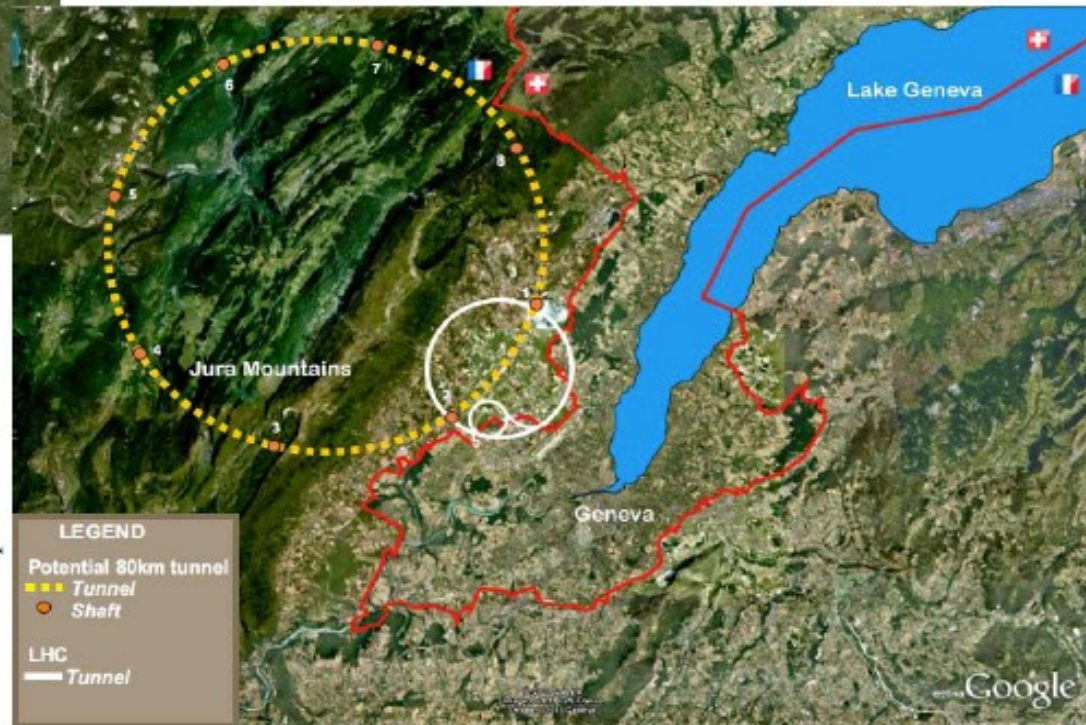 7
6
Lake Geneva
8
5
1
4
Jura Mountains
2
3
Geneva
LEGEND
Potential 80km tunnel
Tunnel
Shaft
LHC
Tunnel
Google